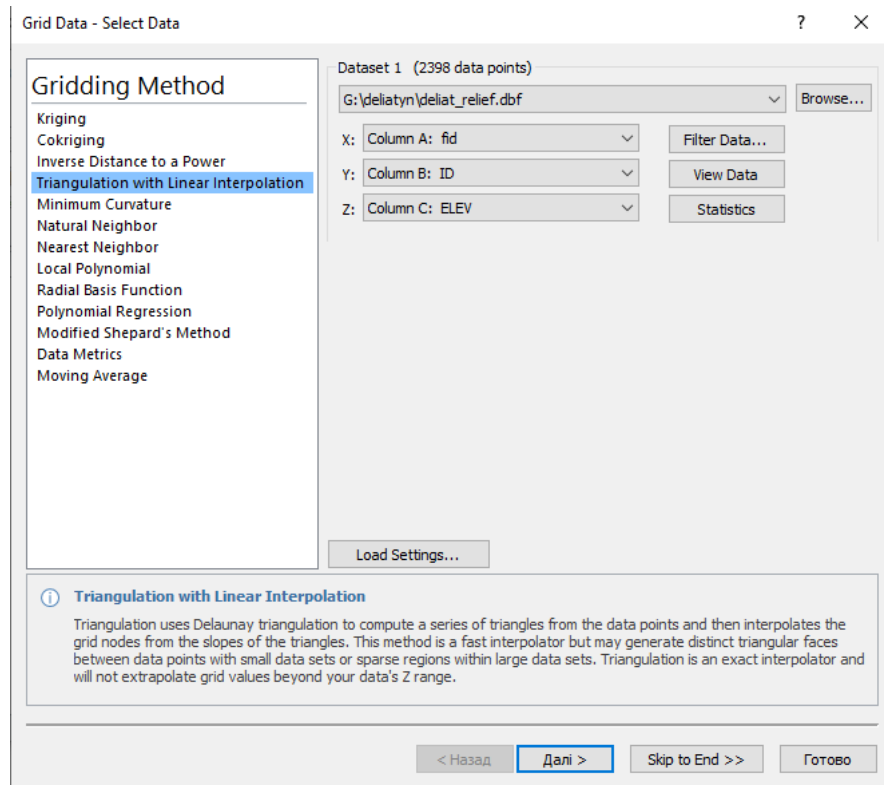 Grid Data - Select Data
?
Gridding Method
Kriging
Cokriging
Inverse Distance to a Power
Triangulation with Linear Interpolation
Minimum Curvature
Natural Neighbor
Nearest Neighbor
Local Polynomial
Radial Basis Function
Polynomial Regression
Modified Shepard's Method
Data Metrics
Moving Average
Dataset 1 (2398 data points)
G:\deliatyn\deliat_relief.dbf
Browse...
X: Column A: fid
Filter Data...
Y: Column B: ID
View Data
Z: Column C: ELEV
Statistics
Load Settings...
Triangulation with Linear Interpolation
Triangulation uses Delaunay triangulation to compute a series of triangles from the data points and then interpolates the
grid nodes from the slopes of the triangles. This method is a fast interpolator but may generate distinct triangular faces
between data points with small data sets or sparse regions within large data sets. Triangulation is an exact interpolator and
will not extrapolate grid values beyond your data's Z range.
< Назад
Далі >
Skip to End >>
Готово